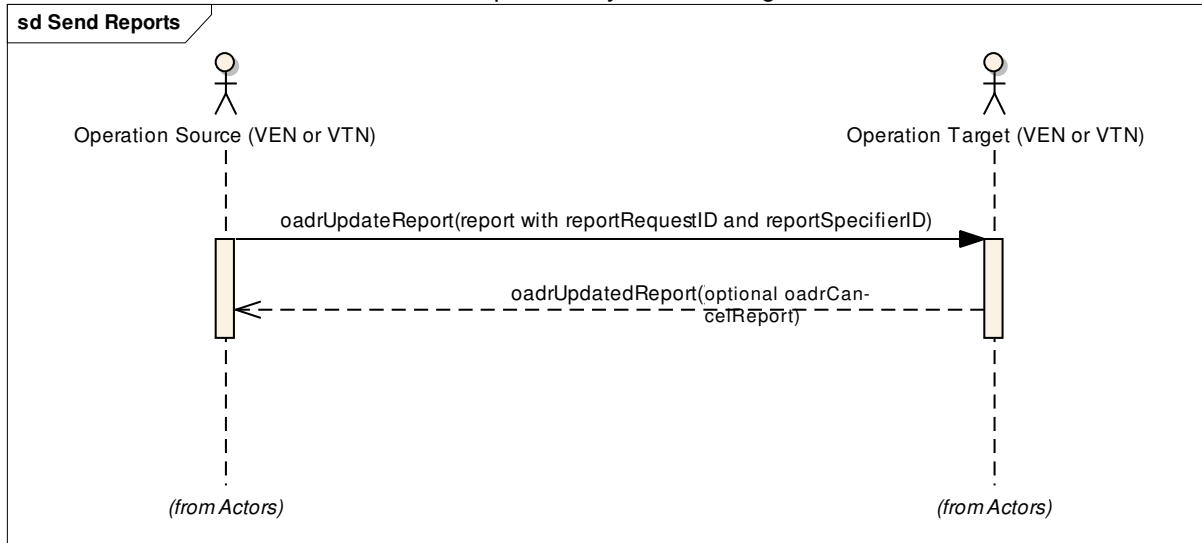 sd Send Reports
Operation Source (VEN or VTN)
Operation Target (VEN or VTN)
oadrUpdateReport(report with reportRequestID and reportSpecifierID)
oadrUpdatedReport(optional oadrCan-
celReport)
(from Actors)
(from Actors)